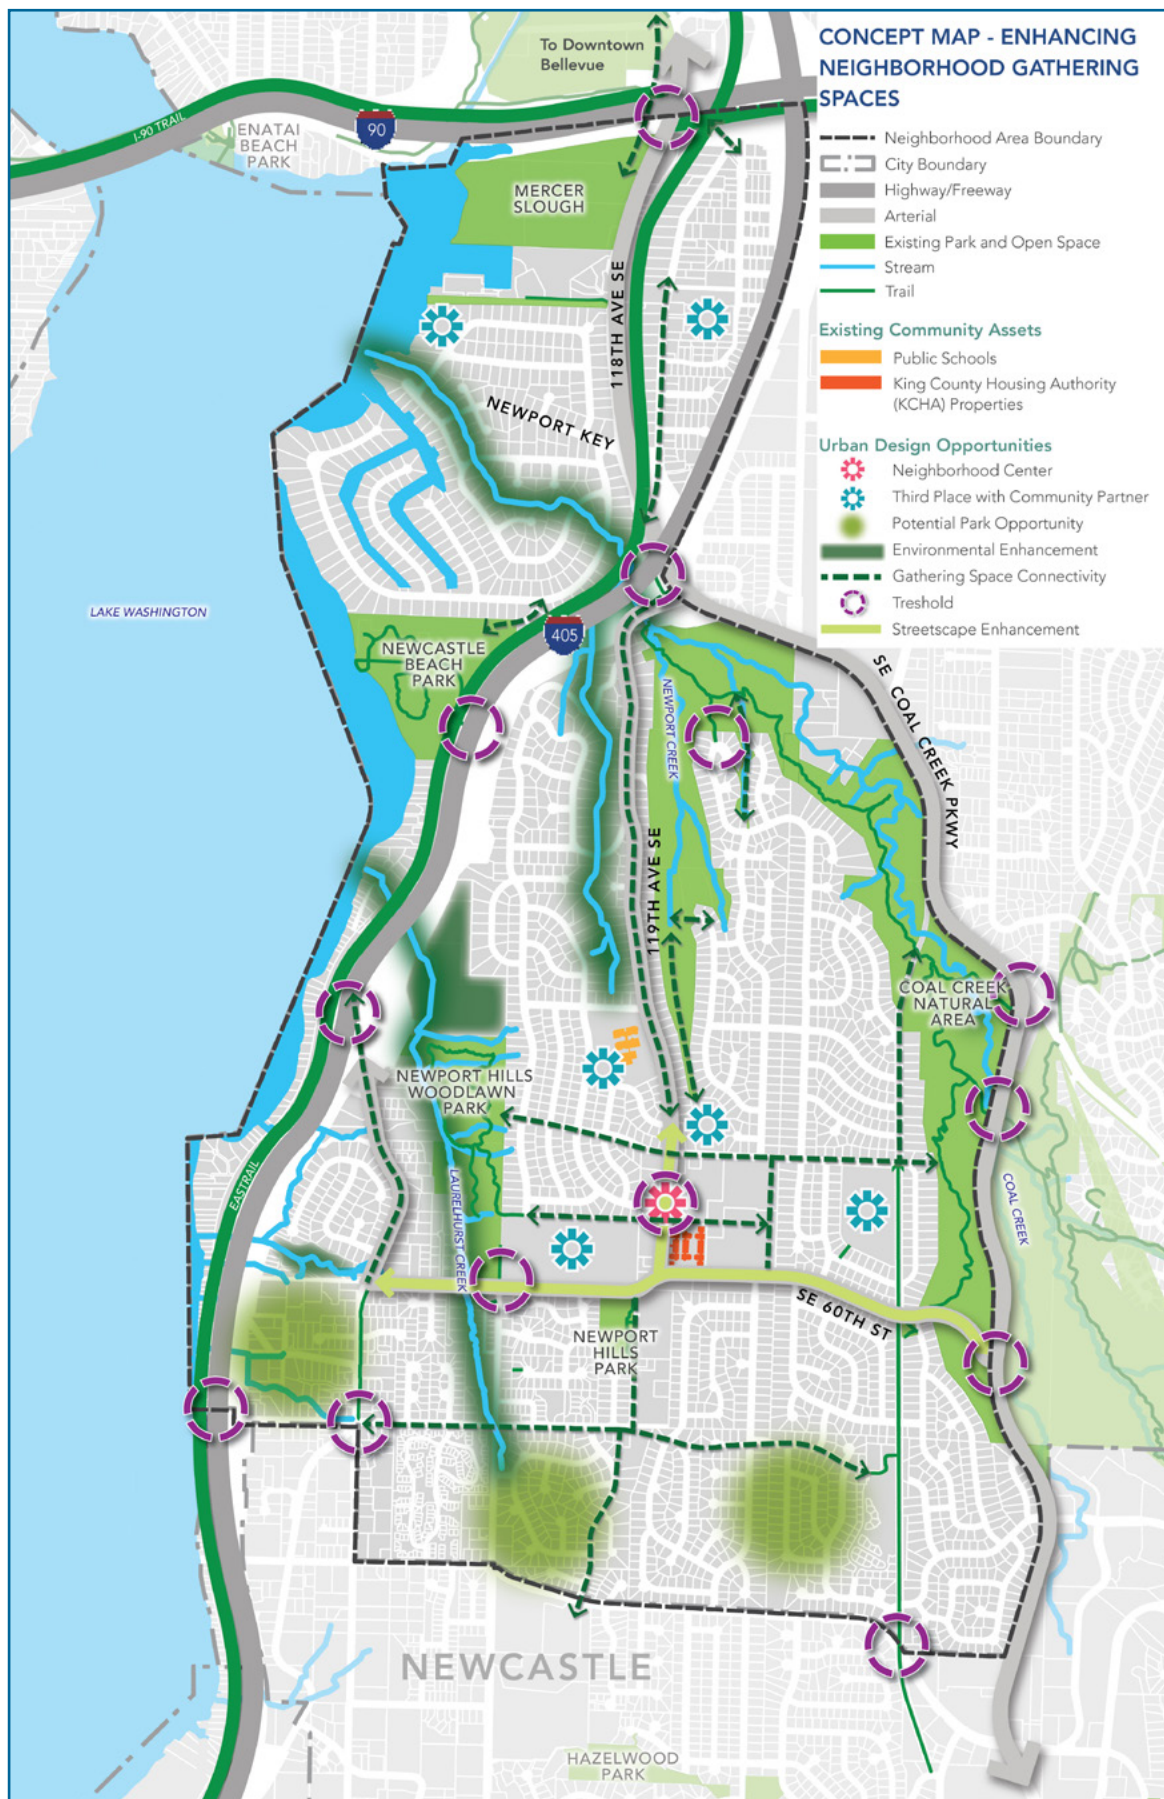 CONCEPT MAP - ENHANCING
NEIGHBORHOOD GATHERING
SPACES
Neighborhood Area Boundary
City Boundary
Highway/Freeway
Arterial
Existing Park and Open Space
Stream
Trail
Existing Community Assets
Public Schools
King County Housing Authority
(KCHA) Properties
Urban Design Opportunities
Neighborhood Center
Third Place with Community Partner
Potential Park Opportunity
Environmental Enhancement
Gathering Space Connectivity
Treshold
Streetscape Enhancement
To Downtown
Bellevue
I-90 TRAIL
90
ENATAI
BEACH
PARK
MERCER
SLOUGH
118TH AVE SE
NEWPORT KEY
LAKE WASHINGTON
405
NEWCASTLE
BEACH
PARK
SE COAL CREEK PKWY
NEWPORT CREEK
119TH AVE SE
COAL CREEK
NATURAL
AREA
NEWPORT HILLS
WOODLAWN
PARK
EASTRAIL
LAURELHURST CREEK
COAL CREEK
SE 60TH ST
NEWPORT
HILLS
PARK
NEWCASTLE
HAZELWOOD
PARK